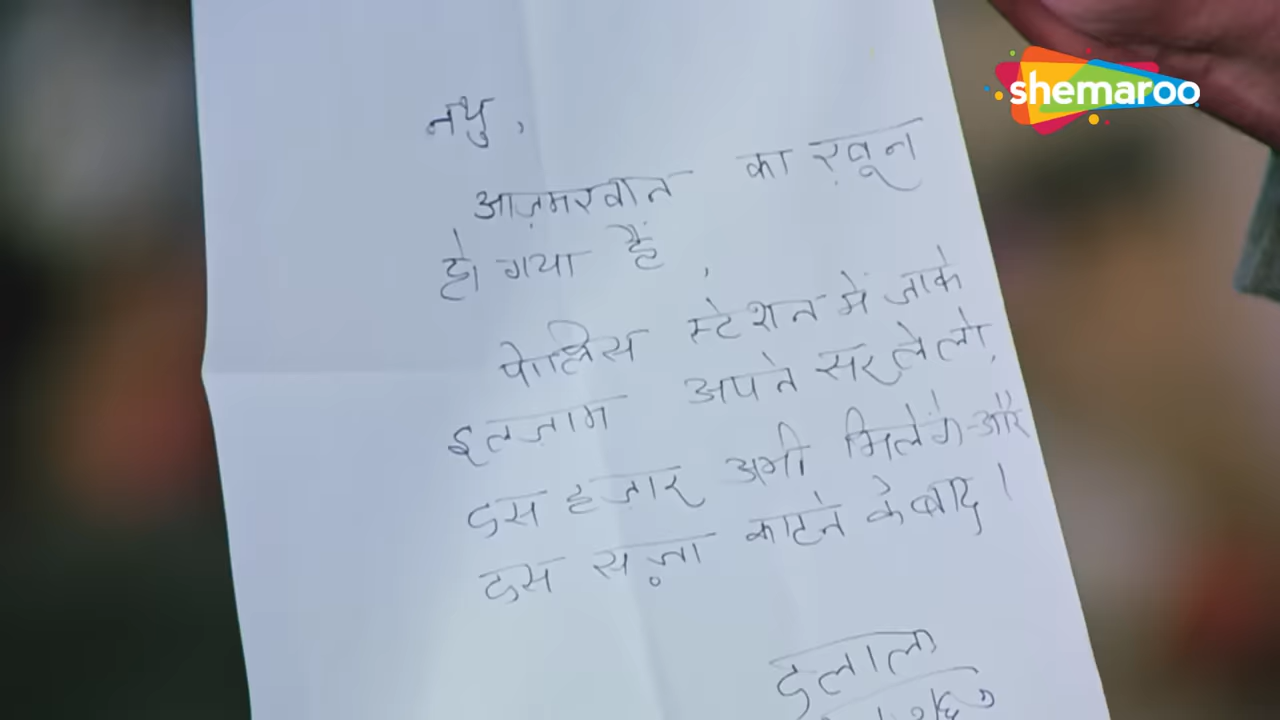 shemaroo
नथु,
आज़मखान का ख़ून
हो गया हैं,
पोलिस स्टेशन में जाके
इल्ज़ाम अपने सर लेलो,
दस हज़ार अभी मिलेंगे और
दस सज़ा काटने के बाद ।
दलाल